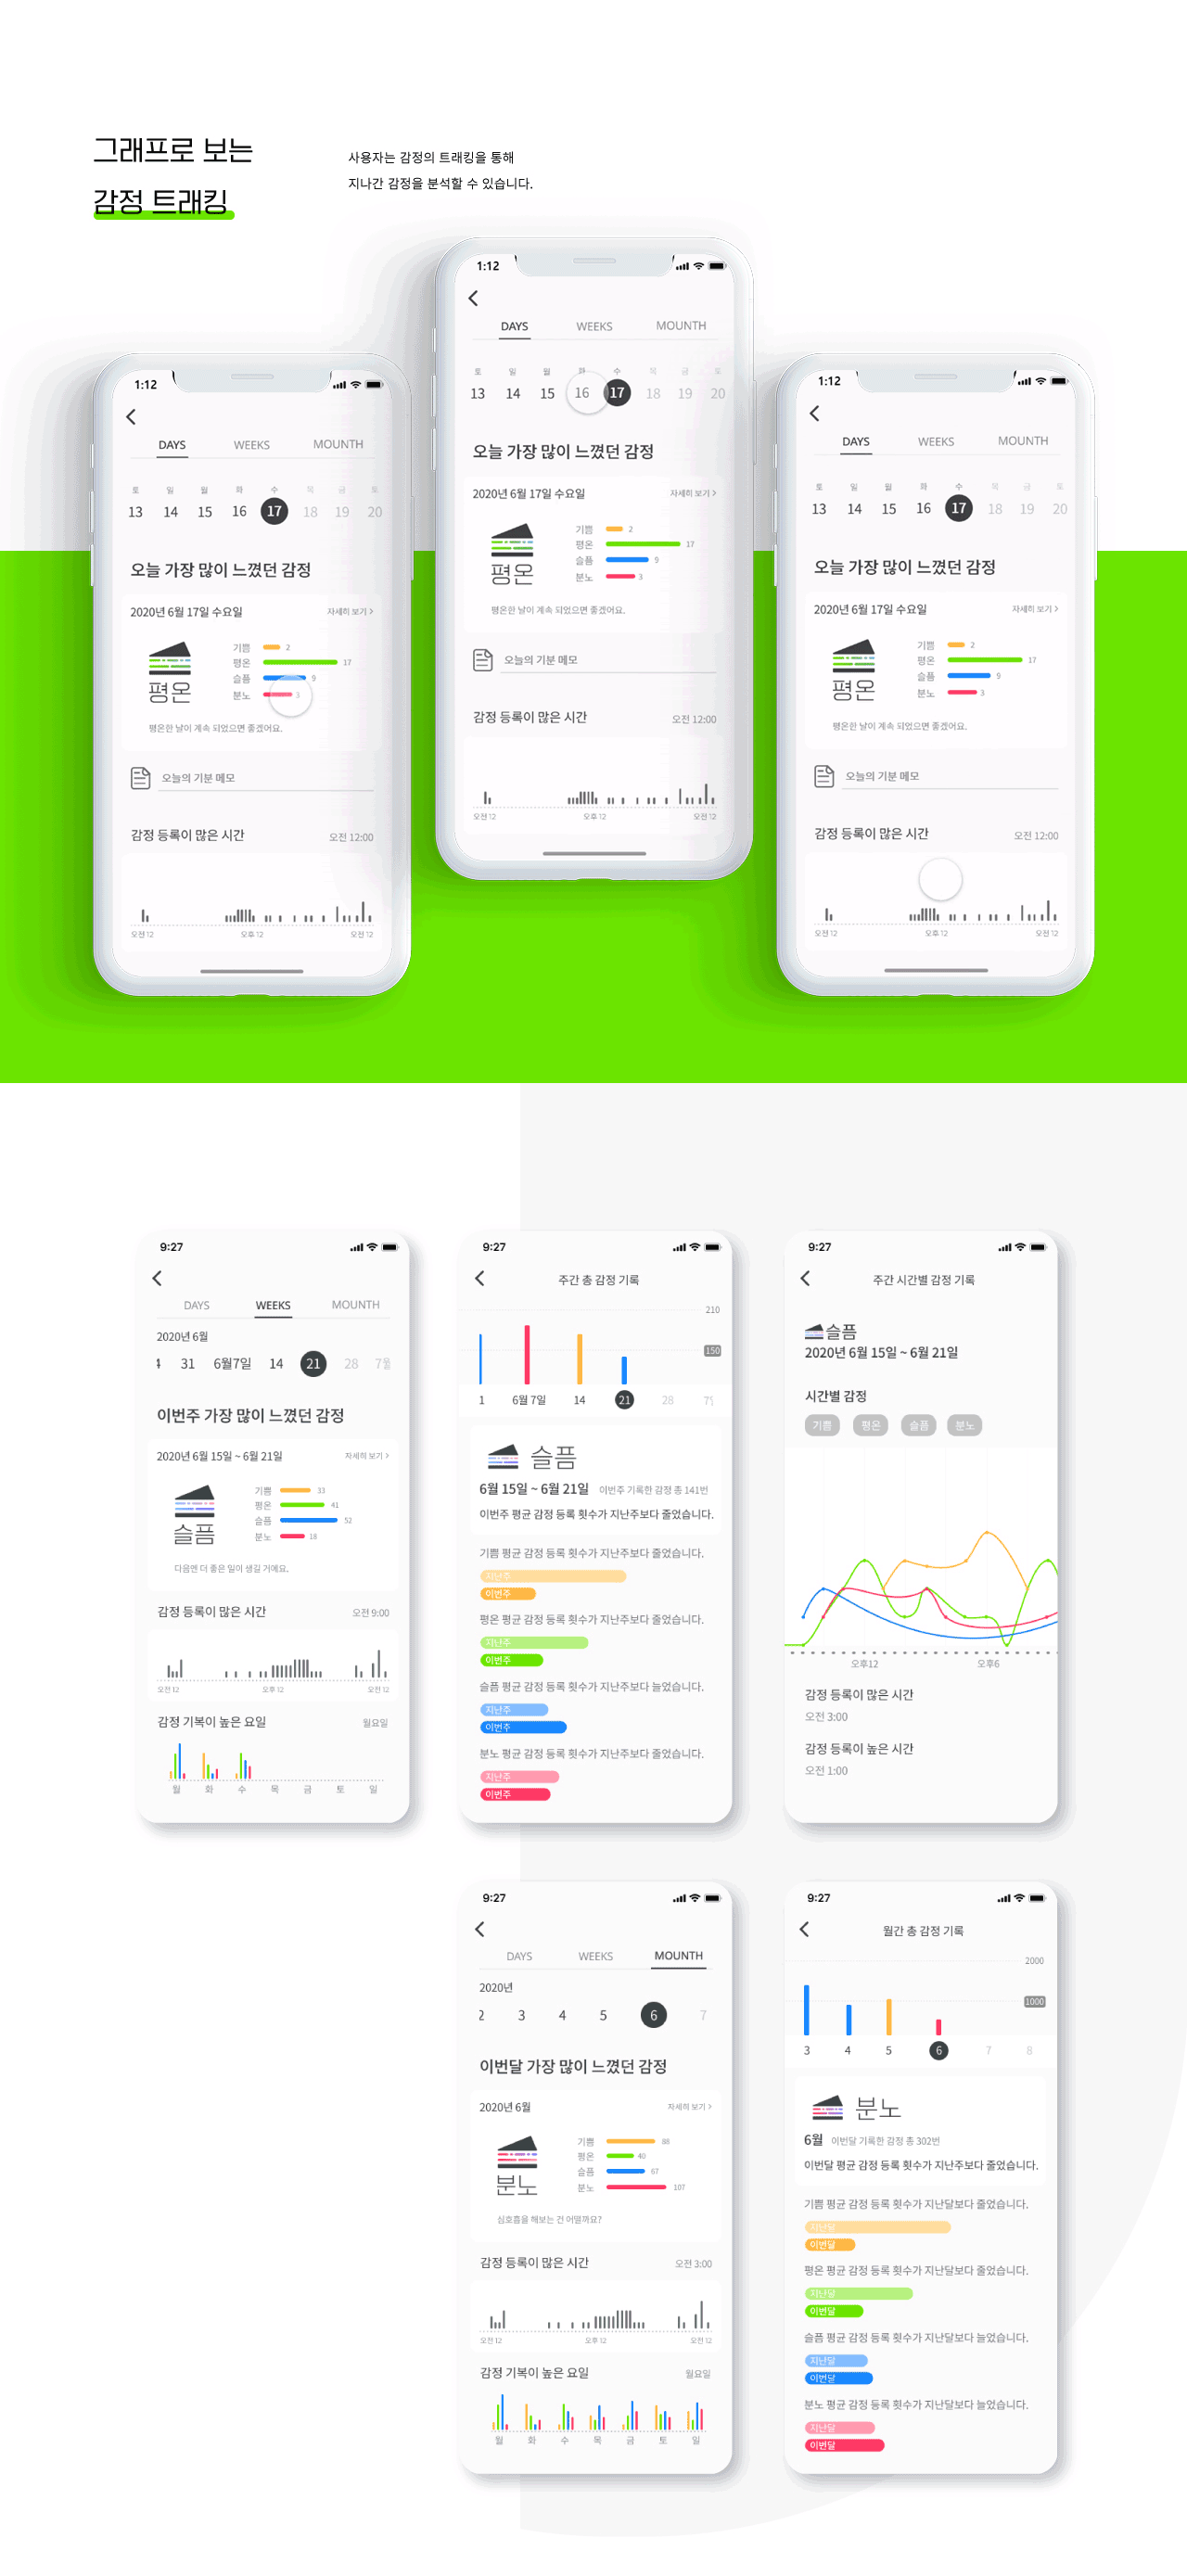 그래프로 보는
감정 트래킹
사용자는 감정의 트래킹을 통해
지나간 감정을 분석할 수 있습니다.
1:12
DAYS WEEKS MOUNTH
토 일 월 화 수 목 금 토
13 14 15 16 17 18 19 20
오늘 가장 많이 느꼈던 감정
2020년 6월 17일 수요일 자세히 보기 >
평온
기쁨 2
평온 17
슬픔 9
분노 3
평온한 날이 계속 되었으면 좋겠어요.
오늘의 기분 메모
감정 등록이 많은 시간 오전 12:00
오전 12 오후 12 오전 12
1:12
DAYS WEEKS MOUNTH
토 일 월 화 수 목 금 토
13 14 15 16 17 18 19 20
오늘 가장 많이 느꼈던 감정
2020년 6월 17일 수요일 자세히 보기 >
평온
기쁨 2
평온 17
슬픔 9
분노 3
평온한 날이 계속 되었으면 좋겠어요.
오늘의 기분 메모
감정 등록이 많은 시간 오전 12:00
오전 12 오후 12 오전 12
1:12
DAYS WEEKS MOUNTH
토 일 월 화 수 목 금 토
13 14 15 16 17 18 19 20
오늘 가장 많이 느꼈던 감정
2020년 6월 17일 수요일 자세히 보기 >
평온
기쁨 2
평온 17
슬픔 9
분노 3
평온한 날이 계속 되었으면 좋겠어요.
오늘의 기분 메모
감정 등록이 많은 시간 오전 12:00
오전 12 오후 12 오전 12
9:27
DAYS WEEKS MOUNTH
2020년 6월
31 6월7일 14 21 28 7월
이번주 가장 많이 느꼈던 감정
2020년 6월 15일 ~ 6월 21일 자세히 보기 >
슬픔
기쁨 33
평온 41
슬픔 52
분노 18
다음엔 더 좋은 일이 생길 거예요.
감정 등록이 많은 시간 오전 9:00
오전 12 오후 12 오전 12
감정 기복이 높은 요일 월요일
월 화 수 목 금 토 일
9:27
주간 총 감정 기록
210
150
1 6월 7일 14 21 28
슬픔
6월 15일 ~ 6월 21일 이번주 기록한 감정 총 141번
이번주 평균 감정 등록 횟수가 지난주보다 줄었습니다.
기쁨 평균 감정 등록 횟수가 지난주보다 줄었습니다.
지난주
이번주
평온 평균 감정 등록 횟수가 지난주보다 줄었습니다.
지난주
이번주
슬픔 평균 감정 등록 횟수가 지난주보다 늘었습니다.
지난주
이번주
분노 평균 감정 등록 횟수가 지난주보다 줄었습니다.
지난주
이번주
9:27
주간 시간별 감정 기록
슬픔
2020년 6월 15일 ~ 6월 21일
시간별 감정
기쁨 평온 슬픔 분노
오후12 오후6
감정 등록이 많은 시간
오전 3:00
감정 등록이 높은 시간
오전 1:00
9:27
DAYS WEEKS MOUNTH
2020년
2 3 4 5 6 7
이번달 가장 많이 느꼈던 감정
2020년 6월 자세히 보기 >
분노
기쁨 88
평온 40
슬픔 67
분노 107
심호흡을 해보는 건 어떨까요?
감정 등록이 많은 시간 오전 3:00
오전 12 오후 12 오전 12
감정 기복이 높은 요일 월요일
월 화 수 목 금 토 일
9:27
월간 총 감정 기록
2000
1000
3 4 5 6 7 8
분노
6월 이번달 기록한 감정 총 302번
이번달 평균 감정 등록 횟수가 지난주보다 줄었습니다.
기쁨 평균 감정 등록 횟수가 지난달보다 줄었습니다.
지난달
이번달
평온 평균 감정 등록 횟수가 지난달보다 줄었습니다.
지난달
이번달
슬픔 평균 감정 등록 횟수가 지난달보다 늘었습니다.
지난달
이번달
분노 평균 감정 등록 횟수가 지난달보다 늘었습니다.
지난달
이번달